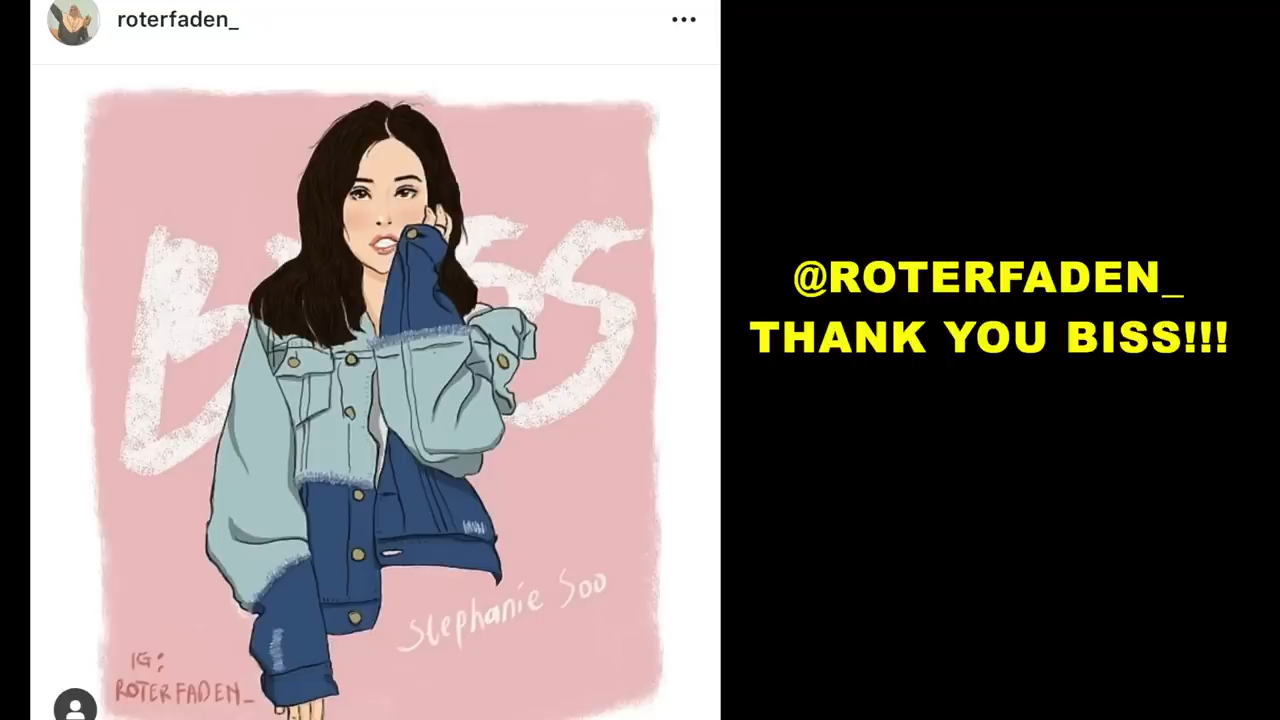 roterfaden_
BISS
Stephanie Soo
IG:
ROTERFADEN_
@ROTERFADEN_
THANK YOU BISS!!!